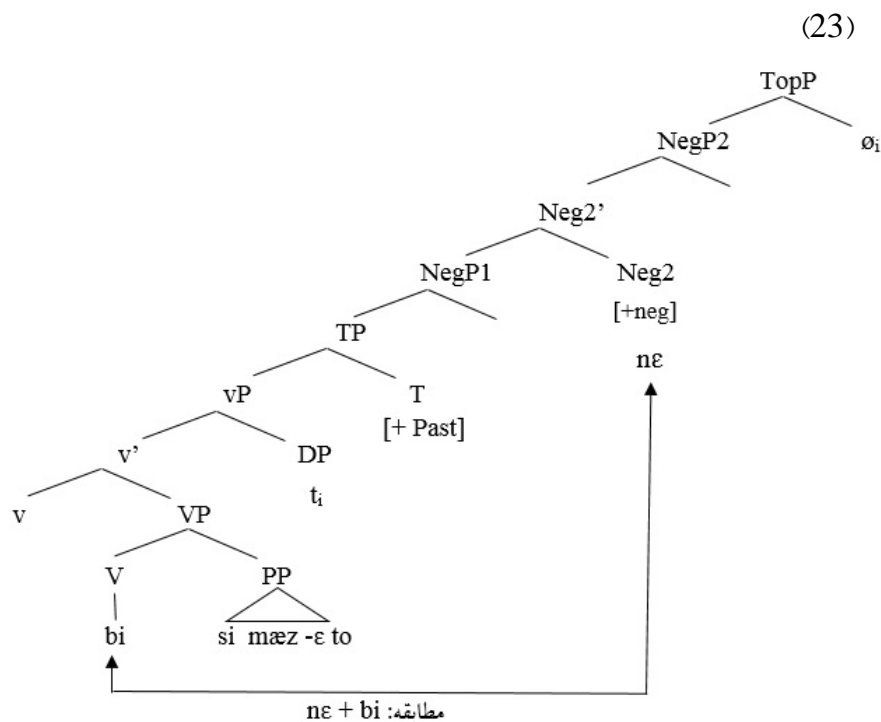 (23)
TopP
NegP2 øᵢ
Neg2’
NegP1 Neg2
[+neg]
TP nɛ
vP T
[+ Past]
v’ DP
tᵢ
v VP
V PP
bi si mæz -ɛ to
مطابقه: nɛ + bi